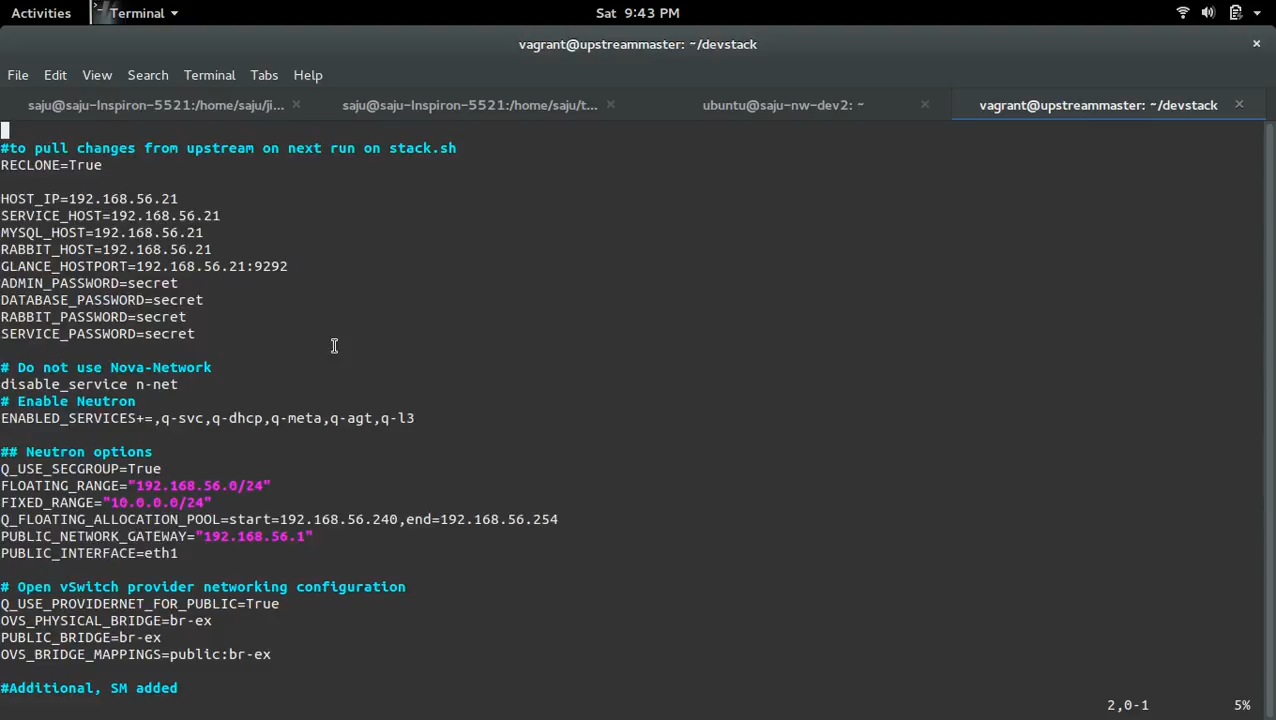 Activities
Terminal
Sat 9:43 PM
vagrant@upstreammaster: ~/devstack
File Edit View Search Terminal Tabs Help
saju@saju-Inspiron-5521:/home/saju/ji...
saju@saju-Inspiron-5521:/home/saju/t...
ubuntu@saju-nw-dev2: ~
vagrant@upstreammaster: ~/devstack
#to pull changes from upstream on next run on stack.sh
RECLONE=True
HOST_IP=192.168.56.21
SERVICE_HOST=192.168.56.21
MYSQL_HOST=192.168.56.21
RABBIT_HOST=192.168.56.21
GLANCE_HOSTPORT=192.168.56.21:9292
ADMIN_PASSWORD=secret
DATABASE_PASSWORD=secret
RABBIT_PASSWORD=secret
SERVICE_PASSWORD=secret
# Do not use Nova-Network
disable_service n-net
# Enable Neutron
ENABLED_SERVICES+=,q-svc,q-dhcp,q-meta,q-agt,q-l3
## Neutron options
Q_USE_SECGROUP=True
FLOATING_RANGE="192.168.56.0/24"
FIXED_RANGE="10.0.0.0/24"
Q_FLOATING_ALLOCATION_POOL=start=192.168.56.240,end=192.168.56.254
PUBLIC_NETWORK_GATEWAY="192.168.56.1"
PUBLIC_INTERFACE=eth1
# Open vSwitch provider networking configuration
Q_USE_PROVIDERNET_FOR_PUBLIC=True
OVS_PHYSICAL_BRIDGE=br-ex
PUBLIC_BRIDGE=br-ex
OVS_BRIDGE_MAPPINGS=public:br-ex
#Additional, SM added
2,0-1 5%